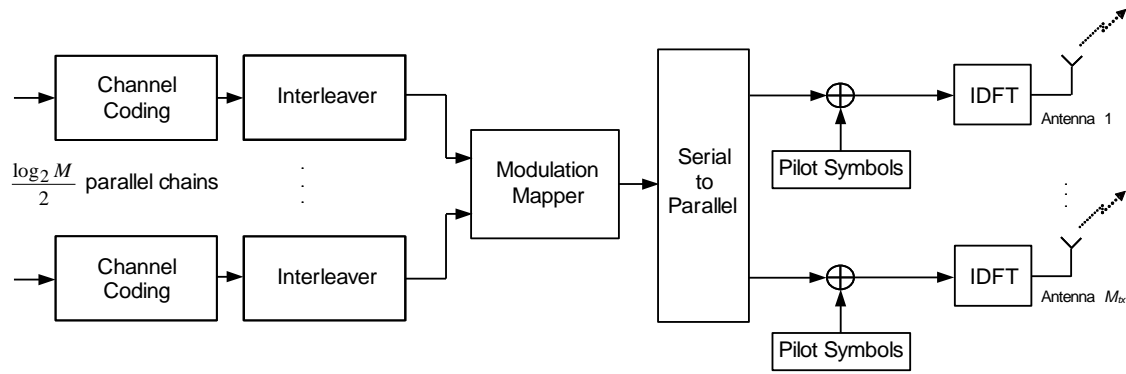 Channel
Coding
Interleaver
log₂ M
2
parallel chains
Channel
Coding
Interleaver
Modulation
Mapper
Serial
to
Parallel
Pilot Symbols
IDFT
Antenna 1
Pilot Symbols
IDFT
Antenna Mtx